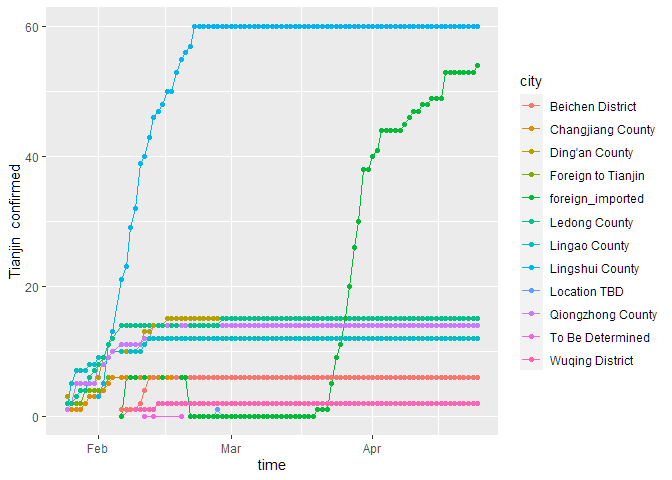 60
40
20
0
Tianjin confirmed
Feb
Mar
Apr
time
city
Beichen District
Changjiang County
Ding'an County
Foreign to Tianjin
foreign_imported
Ledong County
Lingao County
Lingshui County
Location TBD
Qiongzhong County
To Be Determined
Wuqing District